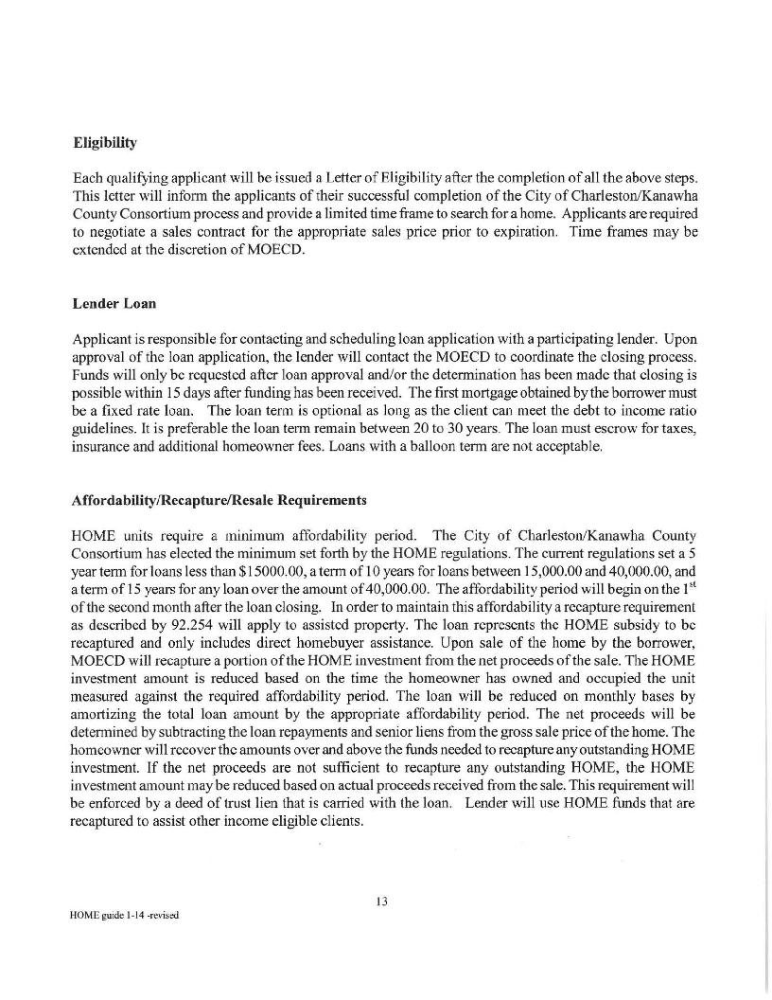 Eligibility
Each qualifying applicant will be issued a Letter of Eligibility after the completion of all the above steps.
This letter will inform the applicants of their successful completion of the City of Charleston/Kanawha
County Consortium process and provide a limited time frame to search for a home. Applicants are required
to negotiate a sales contract for the appropriate sales price prior to expiration. Time frames may be
extended at the discretion of MOECD.
Lender Loan
Applicant is responsible for contacting and scheduling loan application with a participating lender. Upon
approval of the loan application, the lender will contact the MOECD to coordinate the closing process.
Funds will only be requested after loan approval and/or the determination has been made that closing is
possible within 15 days after funding has been received. The first mortgage obtained by the borrower must
be a fixed rate loan. The loan term is optional as long as the client can meet the debt to income ratio
guidelines. It is preferable the loan term remain between 20 to 30 years. The loan must escrow for taxes,
insurance and additional homeowner fees. Loans with a balloon term are not acceptable.
Affordability/Recapture/Resale Requirements
HOME units require a minimum affordability period. The City of Charleston/Kanawha County
Consortium has elected the minimum set forth by the HOME regulations. The current regulations set a 5
year term for loans less than $15000.00, a term of 10 years for loans between 15,000.00 and 40,000.00, and
a term of 15 years for any loan over the amount of 40,000.00. The affordability period will begin on the 1st
of the second month after the loan closing. In order to maintain this affordability a recapture requirement
as described by 92.254 will apply to assisted property. The loan represents the HOME subsidy to be
recaptured and only includes direct homebuyer assistance. Upon sale of the home by the borrower,
MOECD will recapture a portion of the HOME investment from the net proceeds of the sale. The HOME
investment amount is reduced based on the time the homeowner has owned and occupied the unit
measured against the required affordability period. The loan will be reduced on monthly bases by
amortizing the total loan amount by the appropriate affordability period. The net proceeds will be
determined by subtracting the loan repayments and senior liens from the gross sale price of the home. The
homeowner will recover the amounts over and above the funds needed to recapture any outstanding HOME
investment. If the net proceeds are not sufficient to recapture any outstanding HOME, the HOME
investment amount may be reduced based on actual proceeds received from the sale. This requirement will
be enforced by a deed of trust lien that is carried with the loan. Lender will use HOME funds that are
recaptured to assist other income eligible clients.
13
HOME guide 1-14 -revised